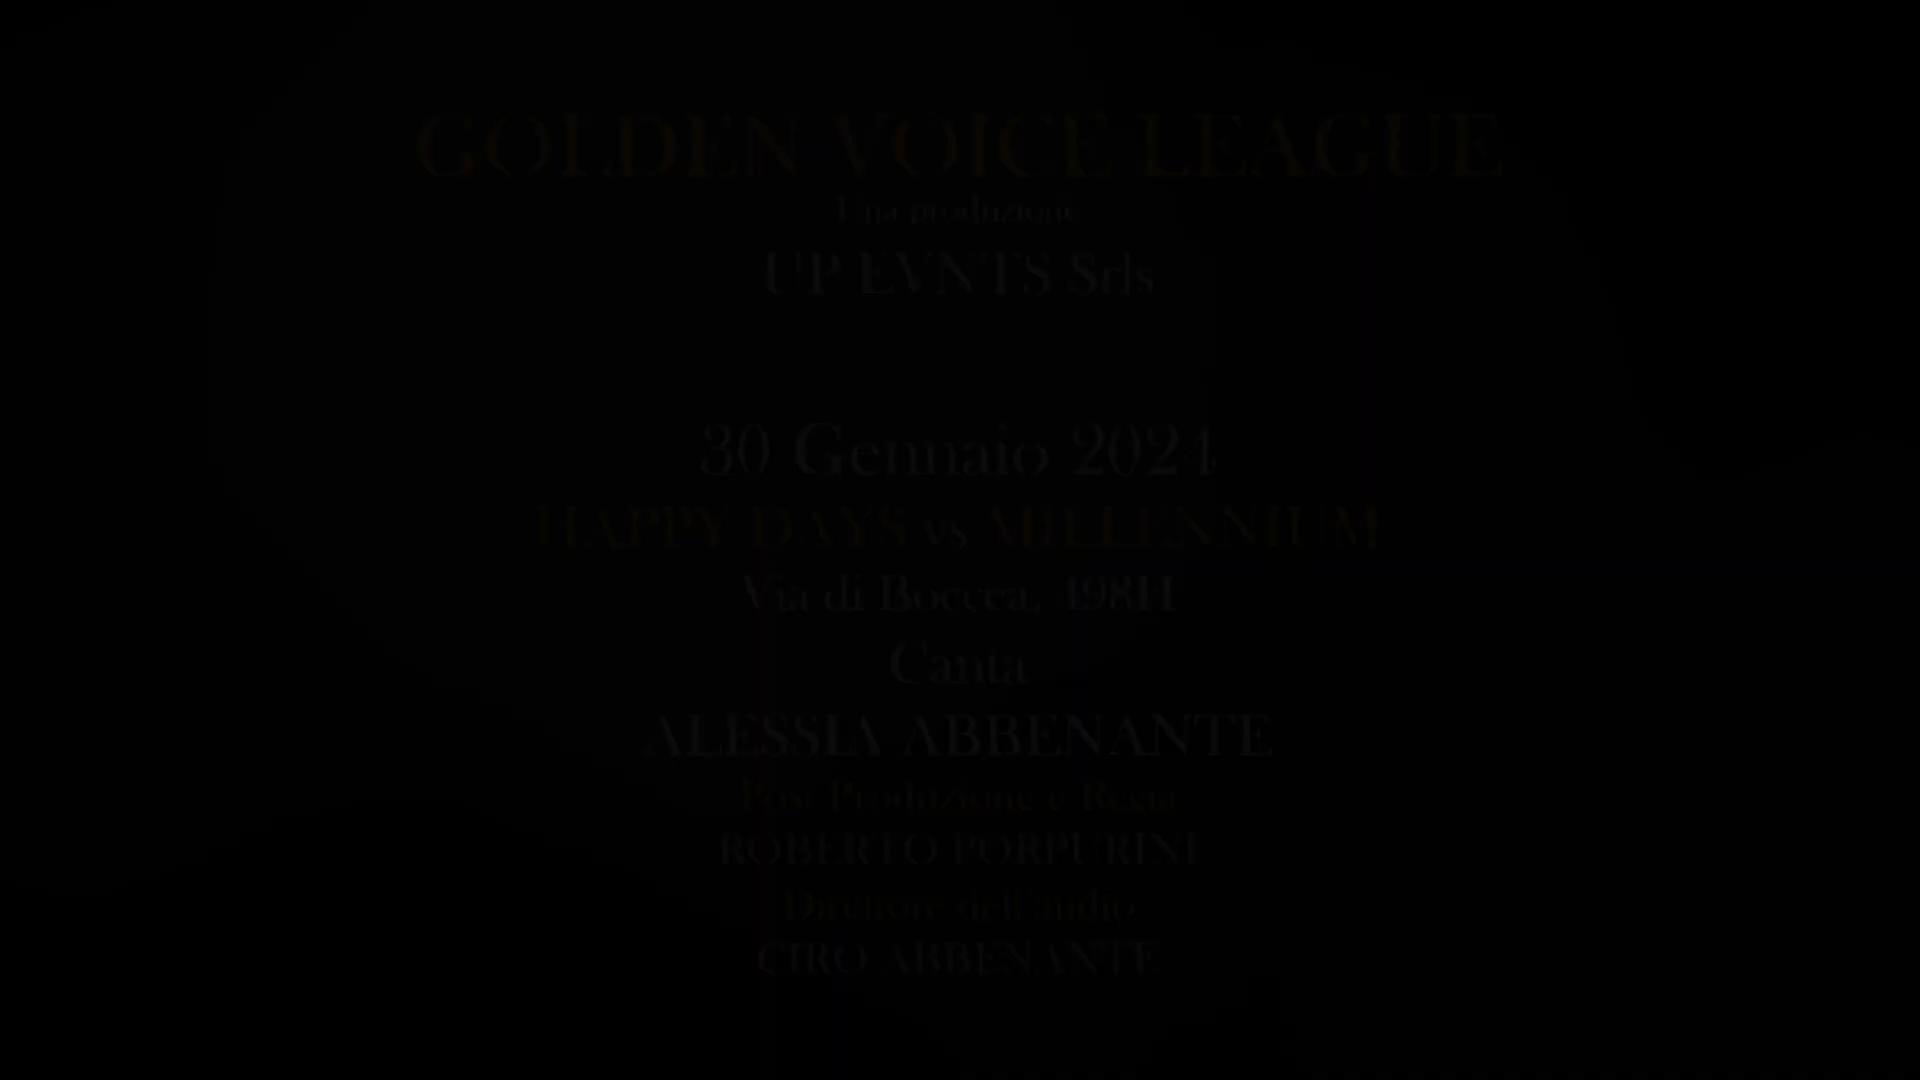 GOLDEN VOICE LEAGUE
Una produzione
UP EVNTS Srls
30 Gennaio 2024
HAPPY DAYS vs MILLENNIUM
Via di Boccea, 498H
Canta
ALESSIA ABBENANTE
Post Produzione e Regia
ROBERTO PORPURINI
Direttore dell'audio
CIRO ABBENANTE